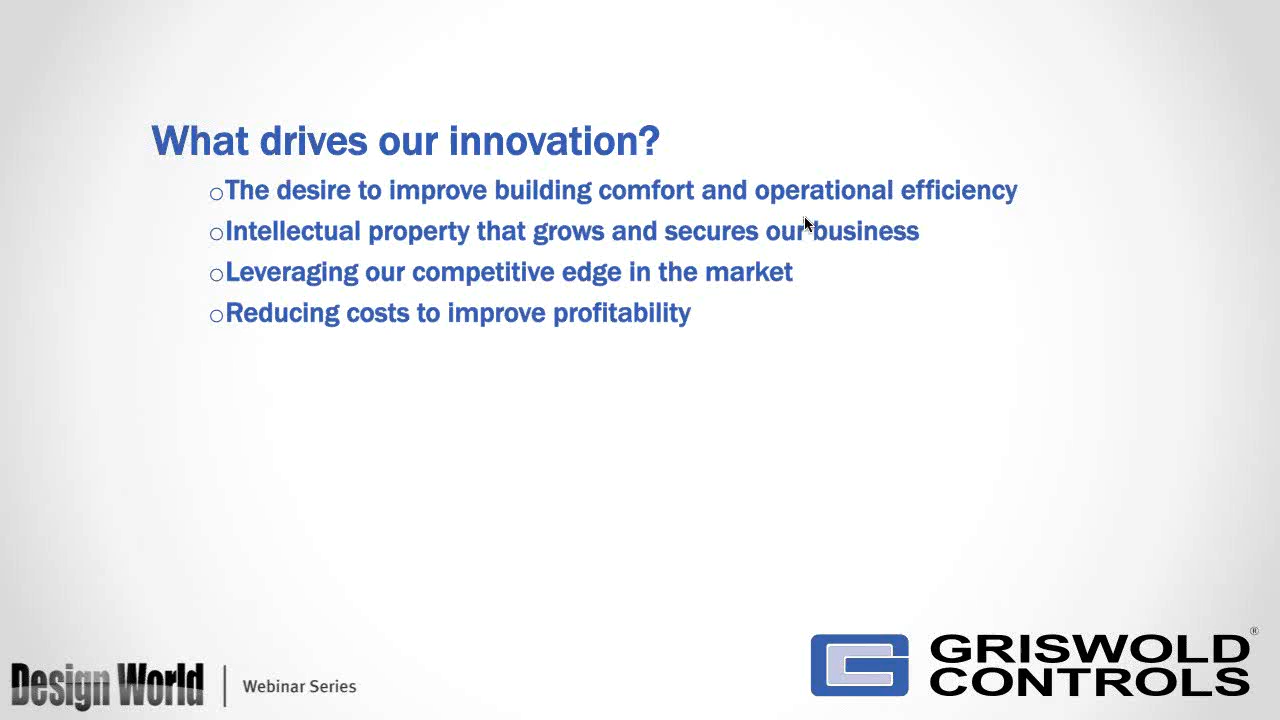 What drives our innovation?
○The desire to improve building comfort and operational efficiency
○Intellectual property that grows and secures our business
○Leveraging our competitive edge in the market
○Reducing costs to improve profitability
Design World | Webinar Series
GRISWOLD CONTROLS®